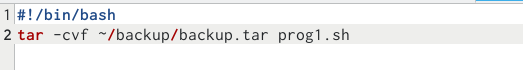 1 #!/bin/bash
2 tar -cvf ~/backup/backup.tar prog1.sh